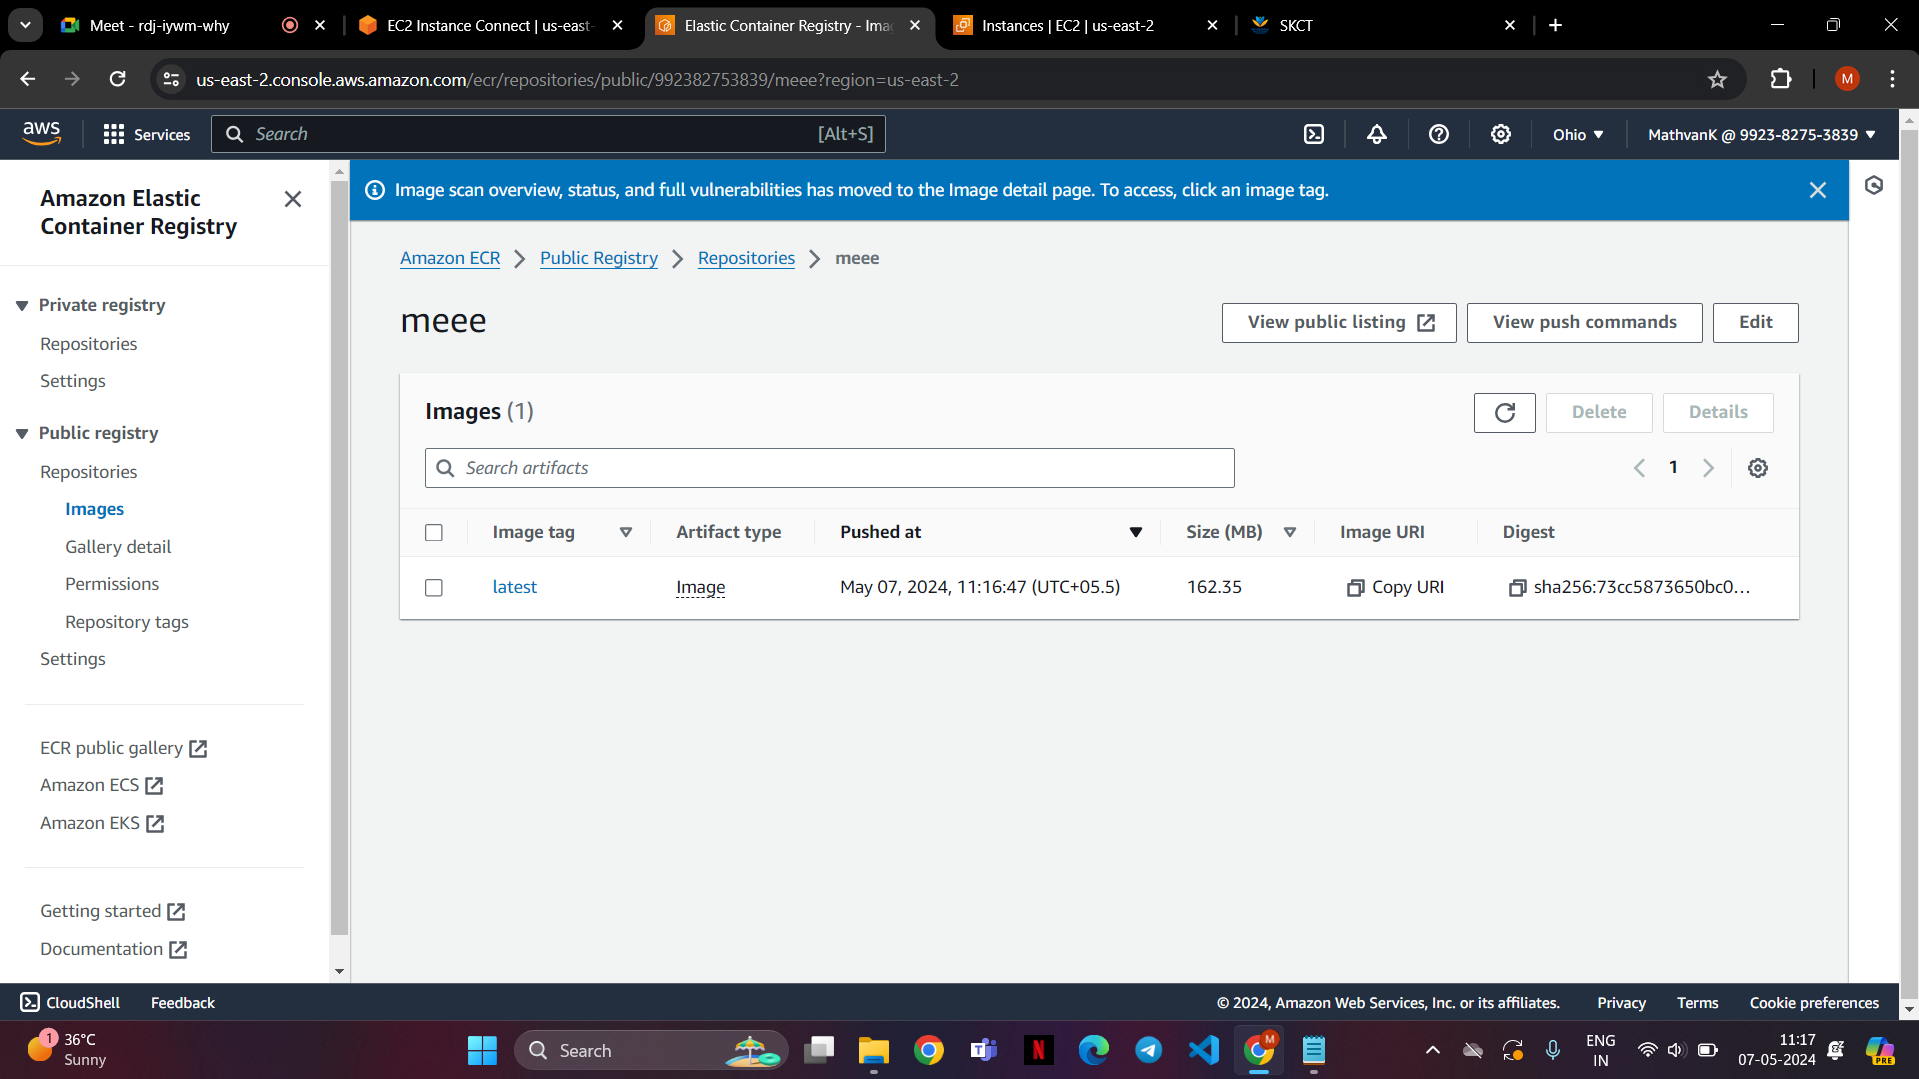 Meet - rdj-iywm-why
EC2 Instance Connect | us-east-
Elastic Container Registry - Ima
Instances | EC2 | us-east-2
SKCT
us-east-2.console.aws.amazon.com/ecr/repositories/public/992382753839/meee?region=us-east-2
M
aws
Services
Search
[Alt+S]
Ohio
MathvanK @ 9923-8275-3839
Amazon Elastic
Container Registry
Private registry
Repositories
Settings
Public registry
Repositories
Images
Gallery detail
Permissions
Repository tags
Settings
ECR public gallery
Amazon ECS
Amazon EKS
Getting started
Documentation
Image scan overview, status, and full vulnerabilities has moved to the Image detail page. To access, click an image tag.
Amazon ECR
Public Registry
Repositories
meee
meee
View public listing
View push commands
Edit
Images (1)
Delete
Details
Search artifacts
1
Image tag
Artifact type
Pushed at
Size (MB)
Image URI
Digest
latest
Image
May 07, 2024, 11:16:47 (UTC+05.5)
162.35
Copy URI
sha256:73cc5873650bc0...
CloudShell
Feedback
© 2024, Amazon Web Services, Inc. or its affiliates.
Privacy
Terms
Cookie preferences
1
36°C
Sunny
Search
N
M
ENG
IN
11:17
07-05-2024
PRE